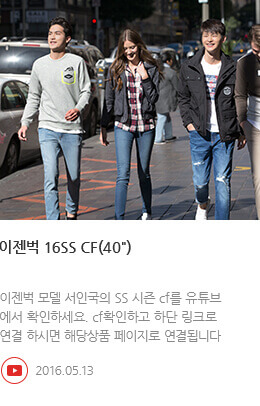 이젠벅 16SS CF(40")
이젠벅 모델 서인국의 SS 시즌 cf를 유튜브
에서 확인하세요. cf확인하고 하단 링크로
연결 하시면 해당상품 페이지로 연결됩니다
2016.05.13